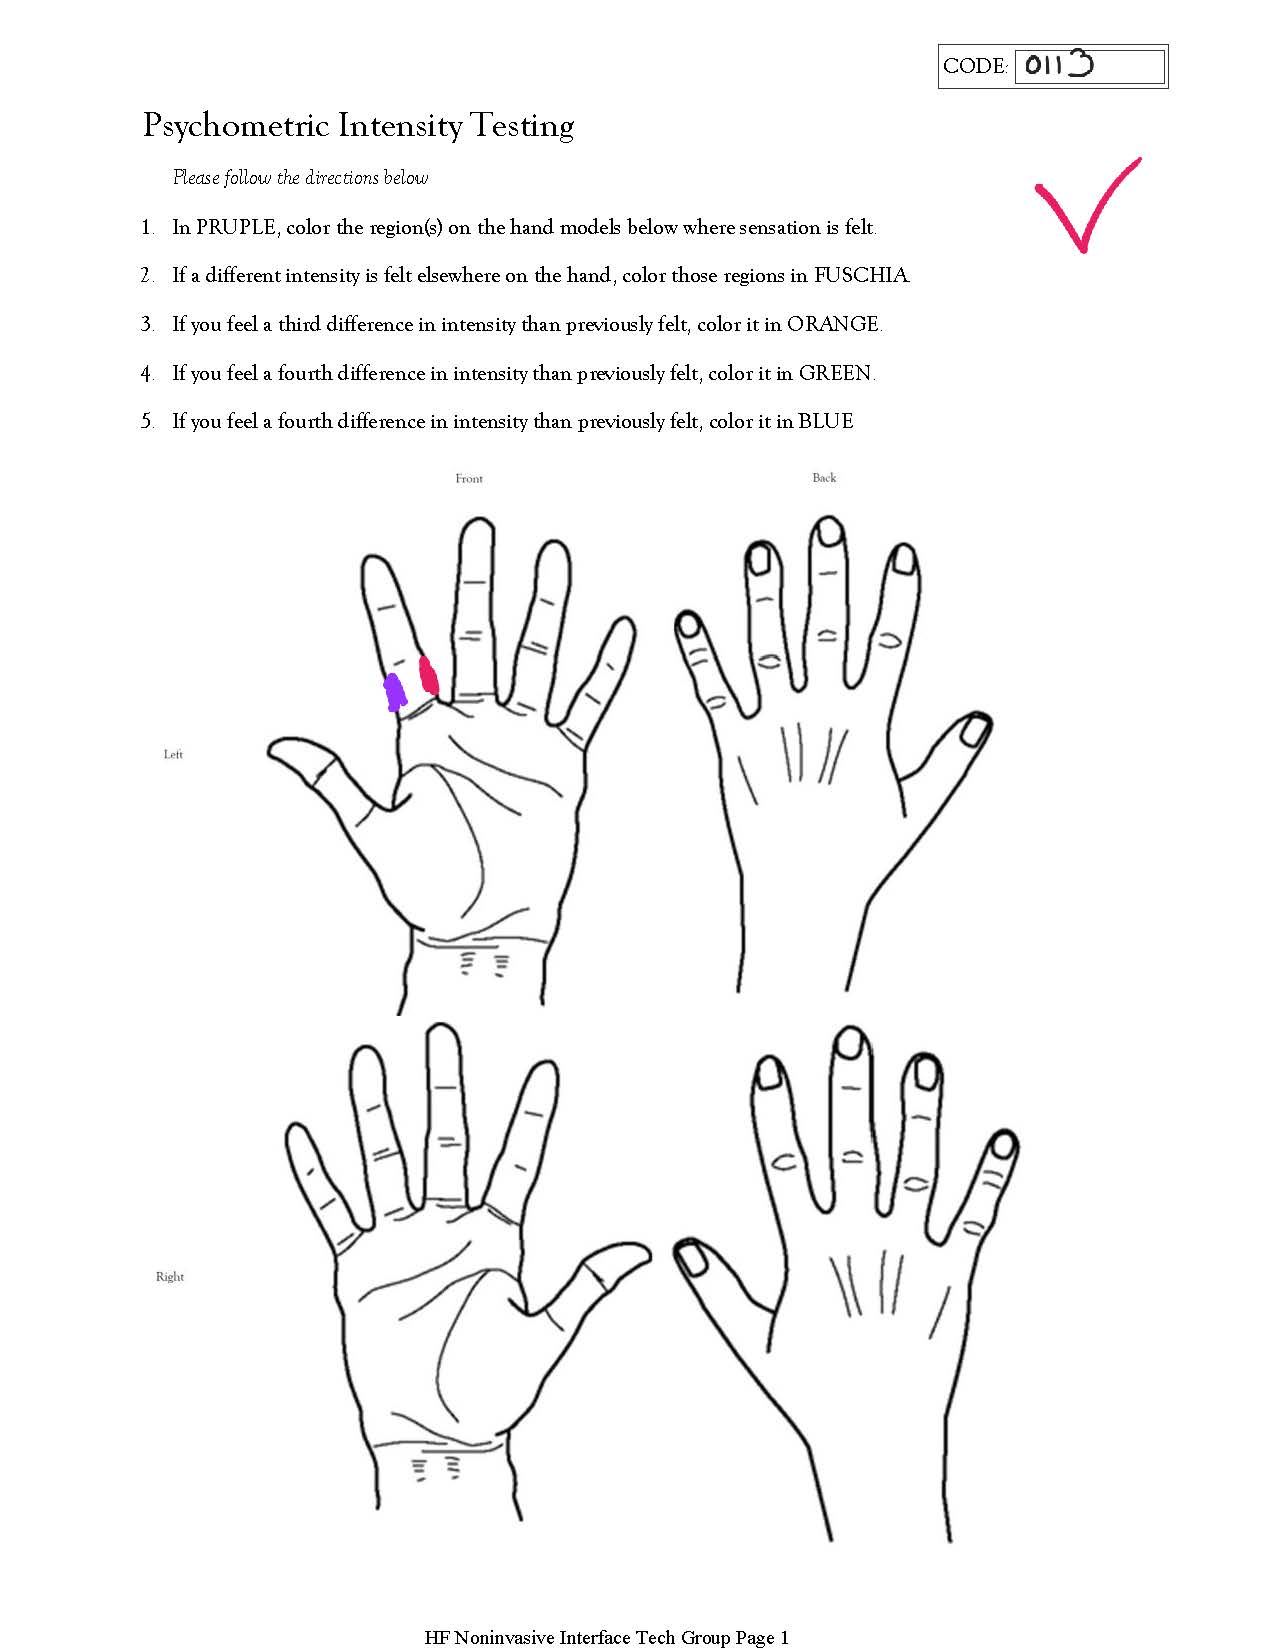 CODE: 0113
Psychometric Intensity Testing
Please follow the directions below
1. In PRUPLE, color the region(s) on the hand models below where sensation is felt.
2. If a different intensity is felt elsewhere on the hand, color those regions in FUSCHIA.
3. If you feel a third difference in intensity than previously felt, color it in ORANGE.
4. If you feel a fourth difference in intensity than previously felt, color it in GREEN.
5. If you feel a fourth difference in intensity than previously felt, color it in BLUE
Front Back
Left
Right
HF Noninvasive Interface Tech Group Page 1